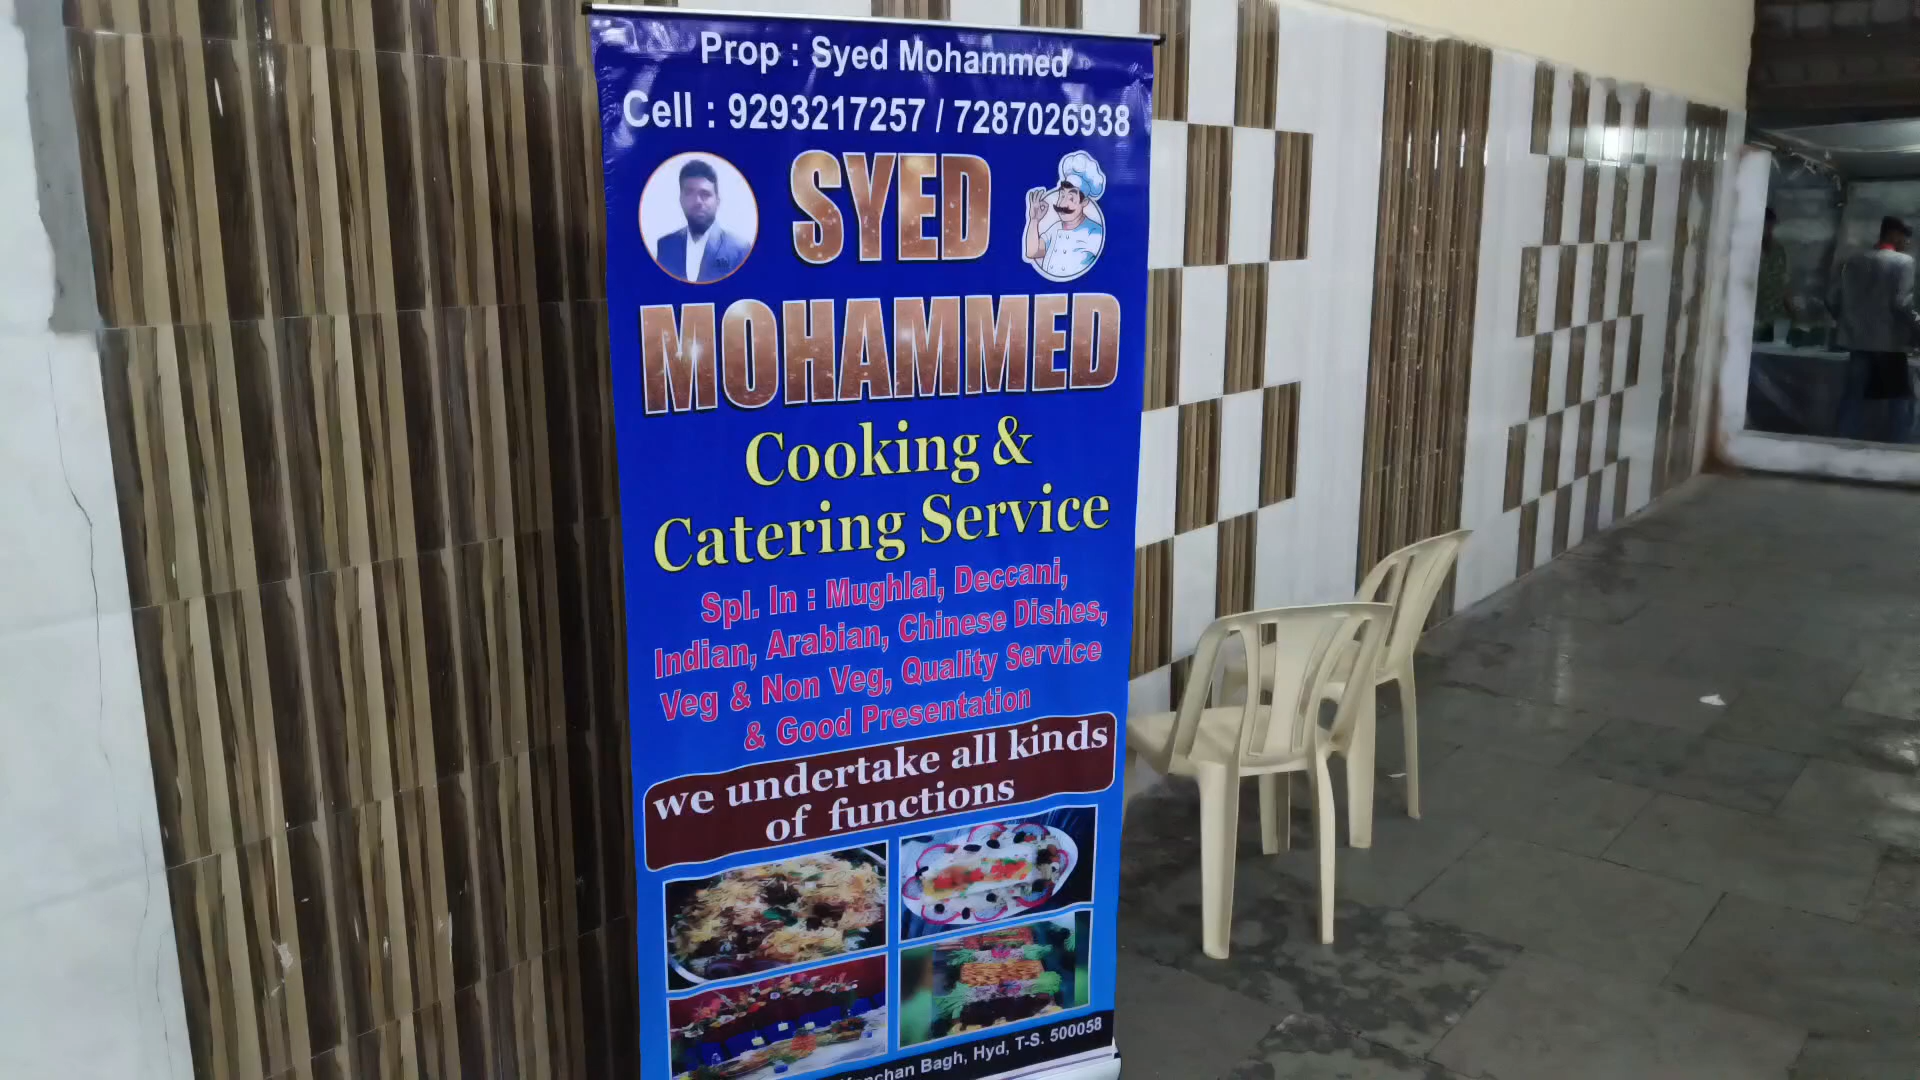 Prop : Syed Mohammed
Cell : 9293217257 / 7287026938
SYED
MOHAMMED
Cooking &
Catering Service
Spl. In : Mughlai, Deccani,
Indian, Arabian, Chinese Dishes,
Veg & Non Veg, Quality Service
& Good Presentation
we undertake all kinds
of functions
Bagh, Hyd, T-S. 500058